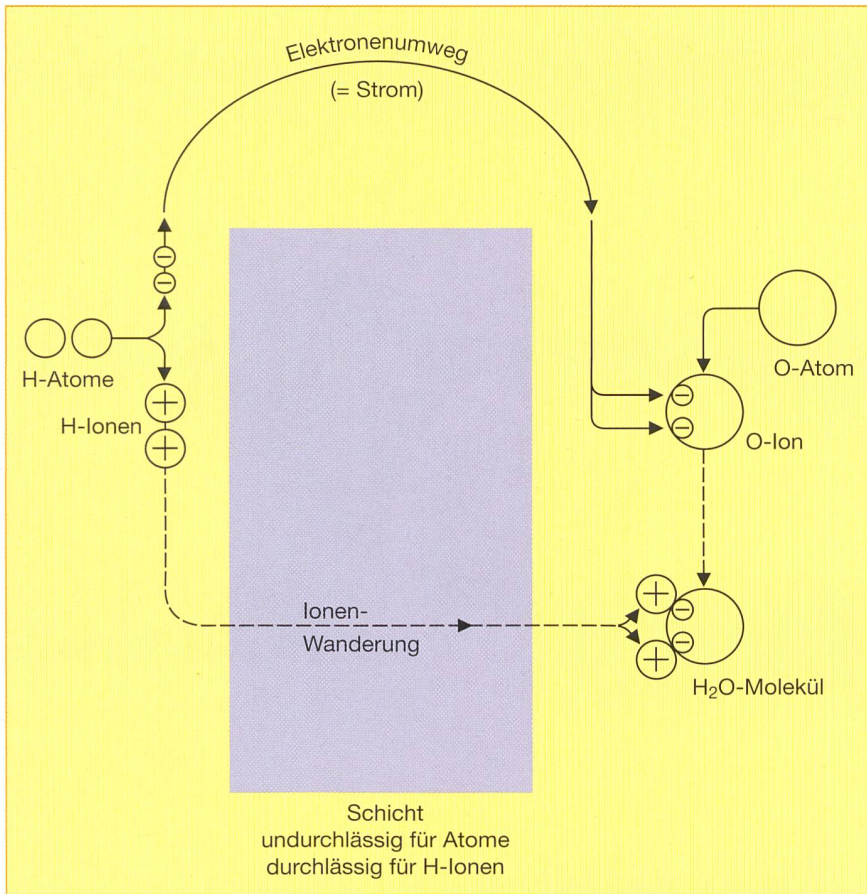 Elektronenumweg
(= Strom)
H-Atome
O-Atom
H-Ionen
O-Ion
Ionen-
Wanderung
H₂O-Molekül
Schicht
undurchlässig für Atome
durchlässig für H-Ionen